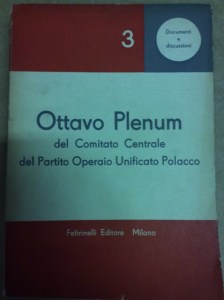 3
Documenti
e
discussioni
Ottavo Plenum
del Comitato Centrale
del Partito Operaio Unificato Polacco
Feltrinelli Editore Milano